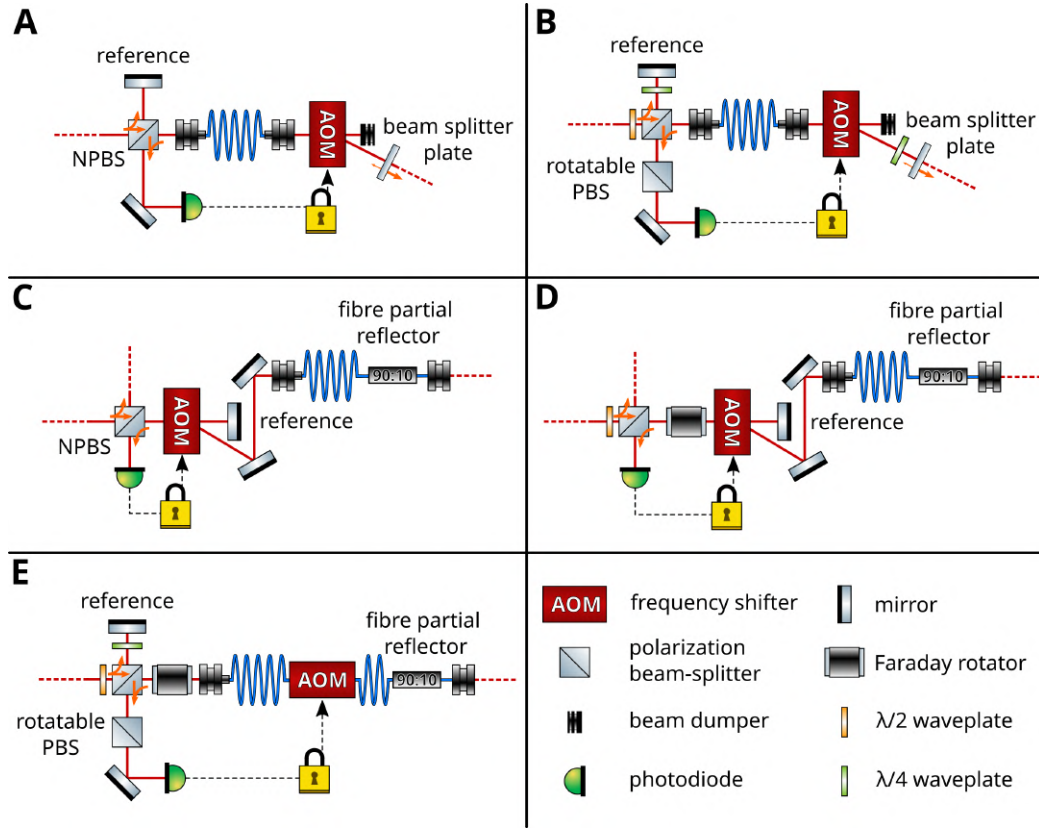 A
reference
NPBS
AOM
beam splitter
plate
B
reference
rotatable
PBS
AOM
beam splitter
plate
C
fibre partial
reflector
90:10
AOM
reference
NPBS
D
fibre partial
reflector
90:10
AOM
reference
E
reference
fibre partial
reflector
AOM
90:10
rotatable
PBS
AOM
frequency shifter
mirror
polarization
beam-splitter
Faraday rotator
beam dumper
λ/2 waveplate
photodiode
λ/4 waveplate